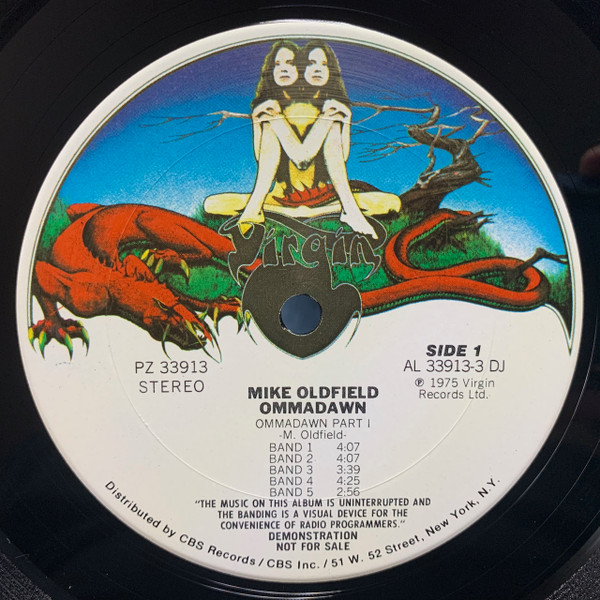 Virgin
SIDE 1
PZ 33913
AL 33913-3 DJ
STEREO
℗ 1975 Virgin
Records Ltd.
MIKE OLDFIELD
OMMADAWN
OMMADAWN PART I
-M. Oldfield-
BAND 1 4:07
BAND 2 4:07
BAND 3 3:39
BAND 4 4:25
BAND 5 2:56
"THE MUSIC ON THIS ALBUM IS UNINTERRUPTED AND
THE BANDING IS A VISUAL DEVICE FOR THE
CONVENIENCE OF RADIO PROGRAMMERS."
DEMONSTRATION
NOT FOR SALE
Distributed by CBS Records / CBS Inc. / 51 W. 52 Street, New York, N.Y.